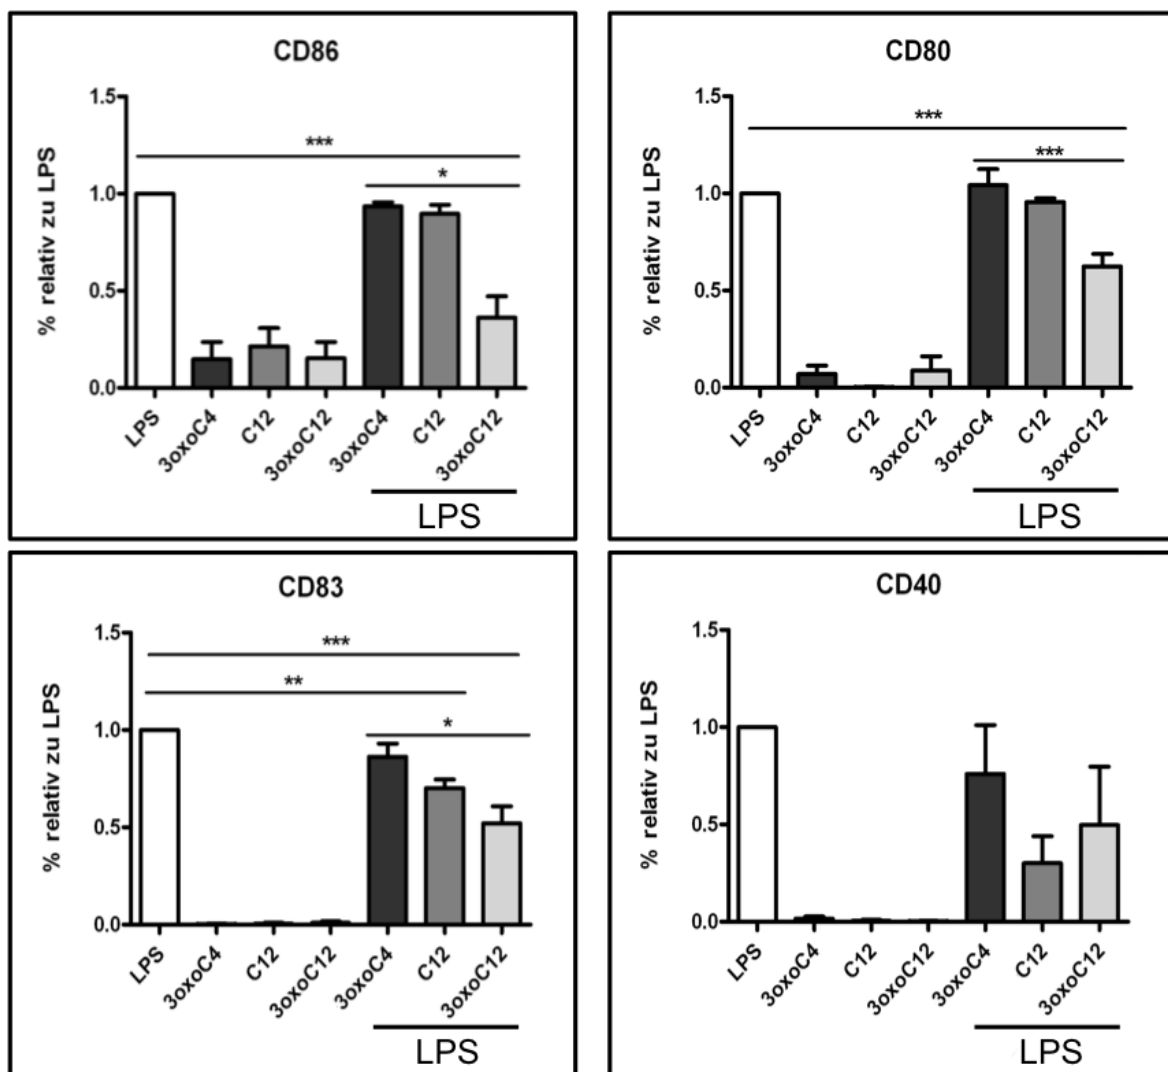 CD86
% relativ zu LPS
1.5
***
*
1.0
0.5
0.0
LPS
3oxoC4
C12
3oxoC12
3oxoC4
C12
3oxoC12
LPS
CD80
% relativ zu LPS
1.5
***
***
1.0
0.5
0.0
LPS
3oxoC4
C12
3oxoC12
3oxoC4
C12
3oxoC12
LPS
CD83
% relativ zu LPS
1.5
***
**
*
1.0
0.5
0.0
LPS
3oxoC4
C12
3oxoC12
3oxoC4
C12
3oxoC12
LPS
CD40
% relativ zu LPS
1.5
1.0
0.5
0.0
LPS
3oxoC4
C12
3oxoC12
3oxoC4
C12
3oxoC12
LPS